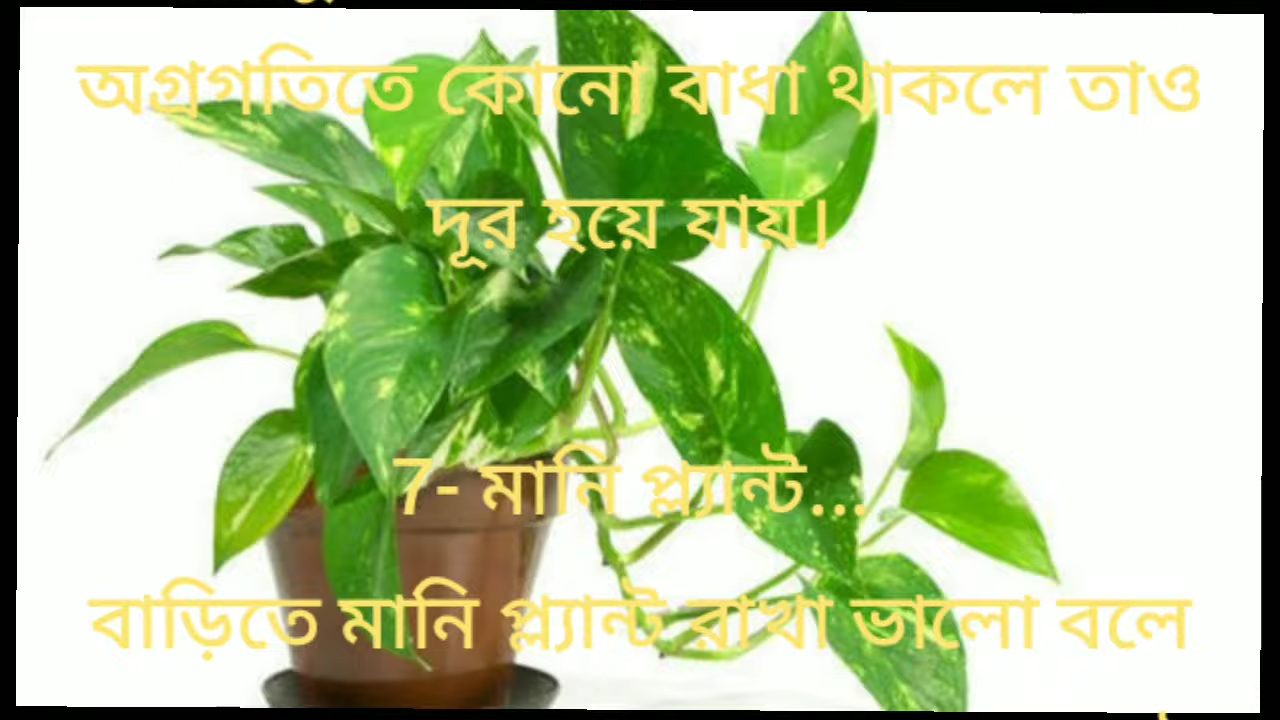 অগ্রগতিতে কোনো বাধা থাকলে তাও
দূর হয়ে যায়।
7- মানি প্ল্যান্ট...
বাড়িতে মানি প্ল্যান্ট রাখা ভালো বলে